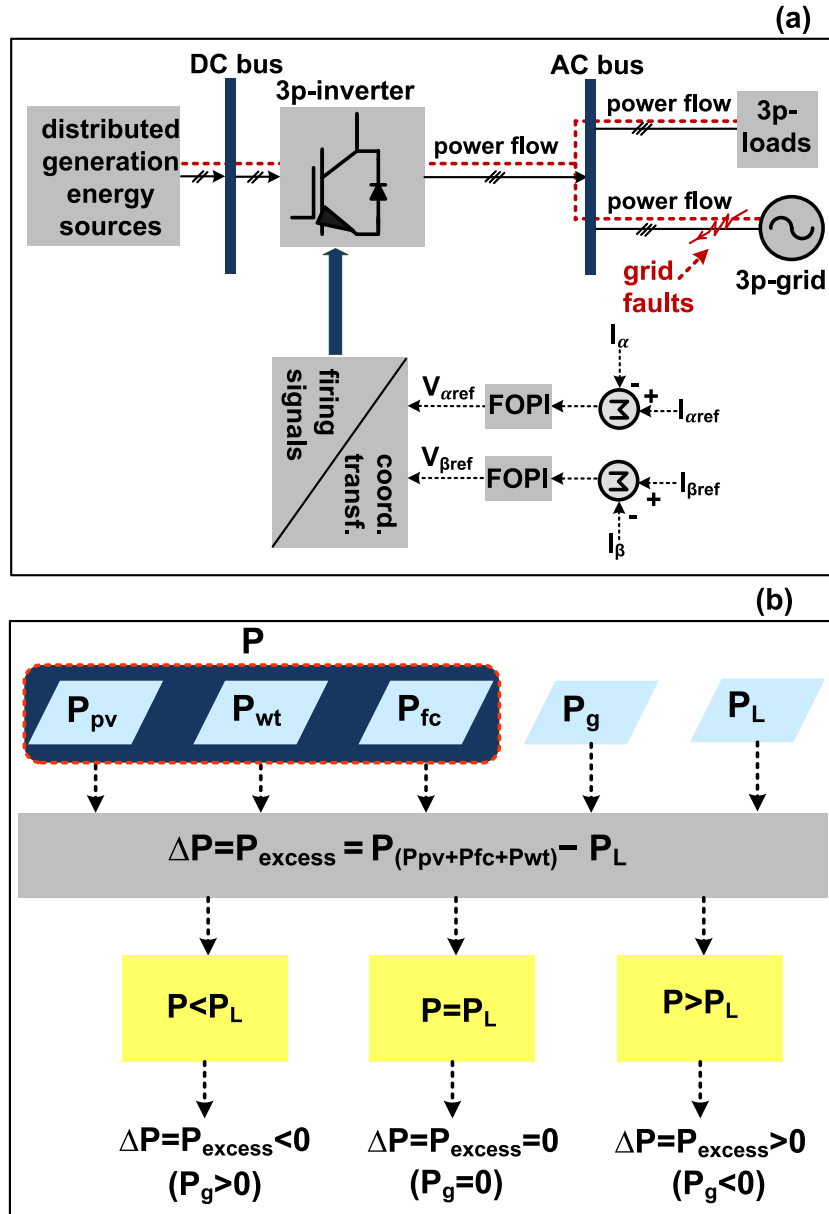 (a)
DC bus
AC bus
3p-inverter
distributed
generation
energy
sources
power flow
power flow
3p-
loads
power flow
grid
faults
3p-grid
firing
signals
coord.
transf.
Vαref
FOPI
Σ
Iα
-
+
Iαref
Vβref
FOPI
Σ
Iβref
+
-
Iβ
(b)
P
Ppv
Pwt
Pfc
Pg
PL
ΔP=Pexcess=P(Ppv+Pfc+Pwt)−PL
P<PL
P=PL
P>PL
ΔP=Pexcess<0
(Pg>0)
ΔP=Pexcess=0
(Pg=0)
ΔP=Pexcess>0
(Pg<0)